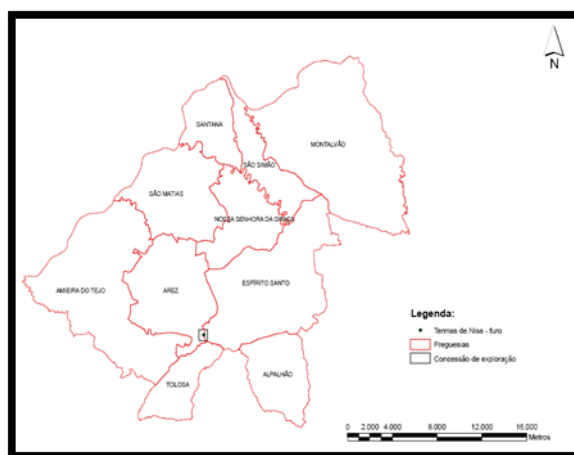 N
SANTANA
MONTALVÃO
SÃO SIMÃO
SÃO MATIAS
NOSSA SENHORA DA GRAÇA
ESPÍRITO SANTO
AMIEIRA DO TEJO
AREZ
TOLOSA
ALPALHÃO
Legenda:
Termas de Nisa - furo
Freguesias
Concessão de exploração
0 2.000 4.000 8.000 12.000 16.000
Metros